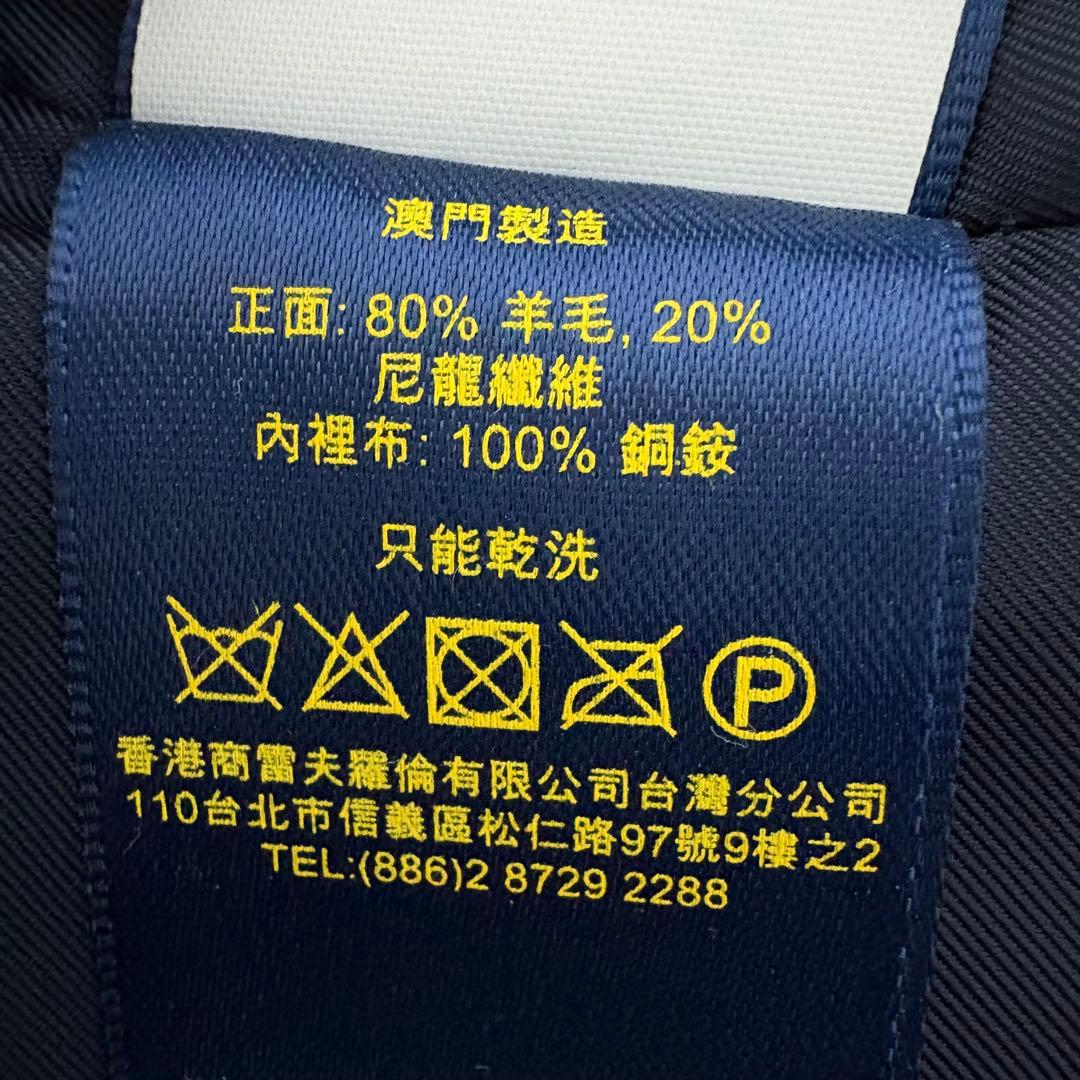 澳門製造
正面: 80% 羊毛, 20%
尼龍纖維
內裡布: 100% 銅銨
只能乾洗
P
香港商雷夫羅倫有限公司台灣分公司
110台北市信義區松仁路97號9樓之2
TEL:(886)2 8729 2288